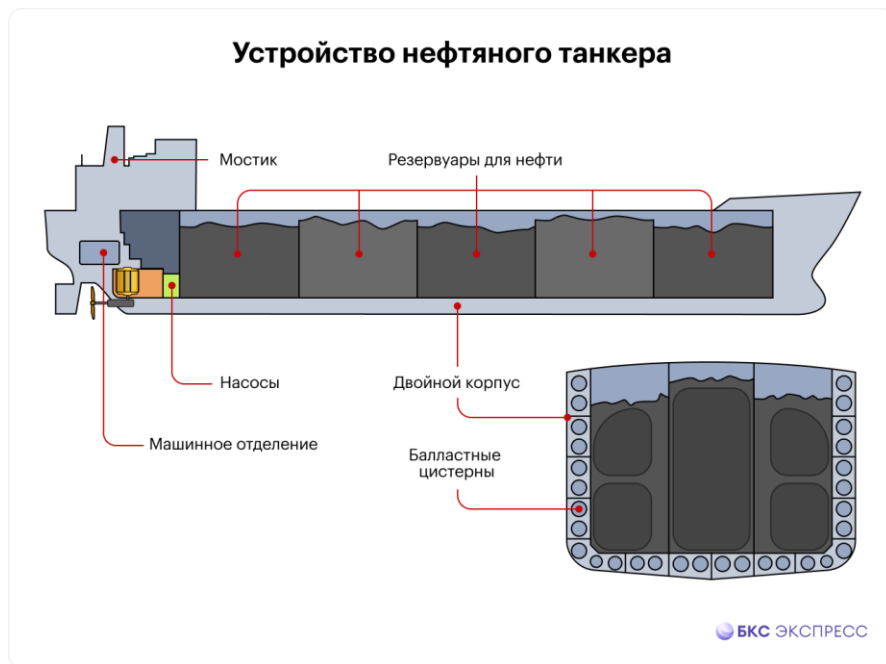 Устройство нефтяного танкера
Мостик
Резервуары для нефти
Насосы
Двойной корпус
Машинное отделение
Балластные
цистерны
БКС ЭКСПРЕСС